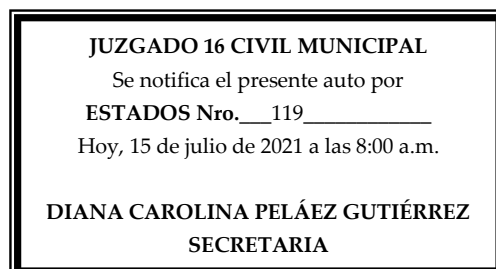 JUZGADO 16 CIVIL MUNICIPAL
Se notifica el presente auto por
ESTADOS Nro.___119____________
Hoy, 15 de julio de 2021 a las 8:00 a.m.
DIANA CAROLINA PELÁEZ GUTIÉRREZ
SECRETARIA